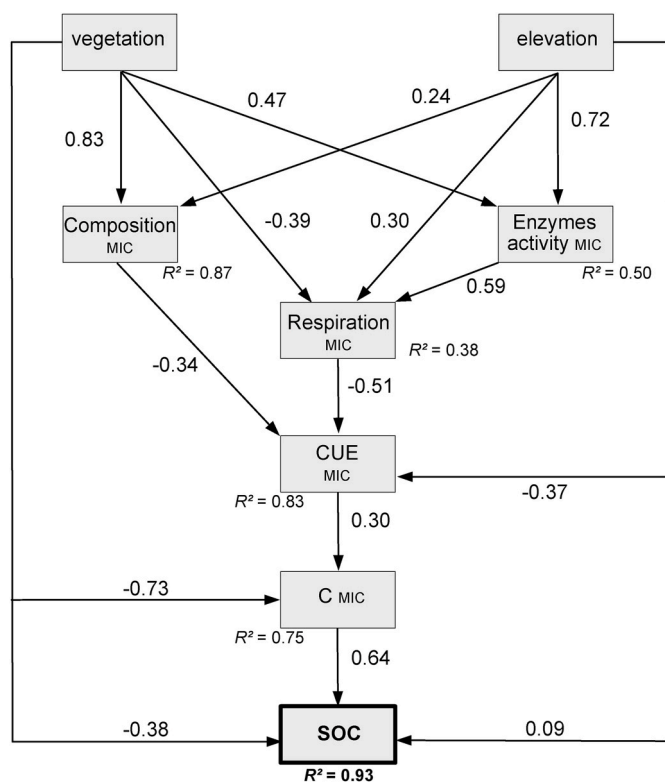 vegetation
elevation
0.47
0.24
0.83
0.72
Composition
MIC
-0.39
0.30
Enzymes
activity MIC
R² = 0.87
R² = 0.50
0.59
Respiration
MIC
R² = 0.38
-0.34
-0.51
CUE
MIC
R² = 0.83
-0.37
0.30
-0.73
C MIC
R² = 0.75
0.64
-0.38
SOC
0.09
R² = 0.93